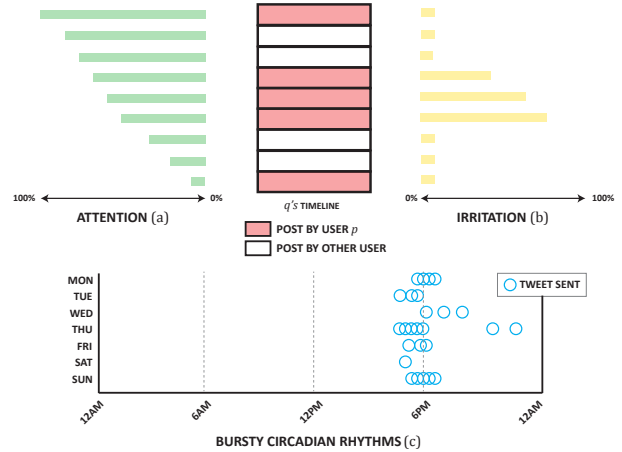 100%
0%
ATTENTION (a)
q's TIMELINE
0%
100%
IRRITATION (b)
POST BY USER p
POST BY OTHER USER
TWEET SENT
MON
TUE
WED
THU
FRI
SAT
SUN
12AM
6AM
12PM
6PM
12AM
BURSTY CIRCADIAN RHYTHMS (c)